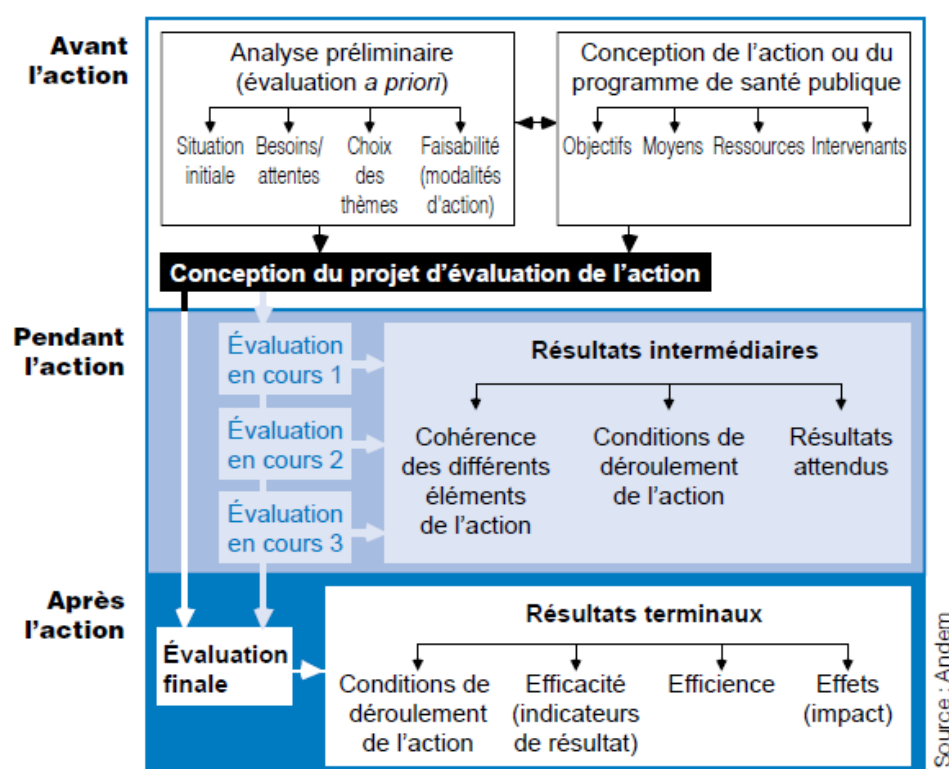 Avant
l'action
Analyse préliminaire
(évaluation a priori)
Situation
initiale
Besoins/
attentes
Choix
des
thèmes
Faisabilité
(modalités
d'action)
Conception de l'action ou du
programme de santé publique
Objectifs
Moyens
Ressources
Intervenants
Conception du projet d'évaluation de l'action
Pendant
l'action
Évaluation
en cours 1
Évaluation
en cours 2
Évaluation
en cours 3
Résultats intermédiaires
Cohérence
des différents
éléments
de l'action
Conditions de
déroulement
de l'action
Résultats
attendus
Après
l'action
Évaluation
finale
Résultats terminaux
Conditions de
déroulement
de l'action
Efficacité
(indicateurs
de résultat)
Efficience
Effets
(impact)
Source : Andem